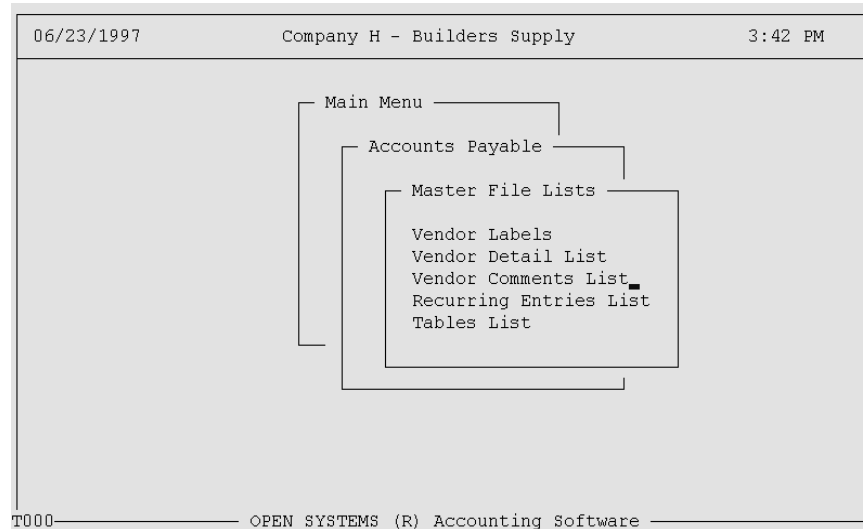 06/23/1997 Company H - Builders Supply 3:42 PM
Main Menu
Accounts Payable
Master File Lists
Vendor Labels
Vendor Detail List
Vendor Comments List
Recurring Entries List
Tables List
T000 OPEN SYSTEMS (R) Accounting Software